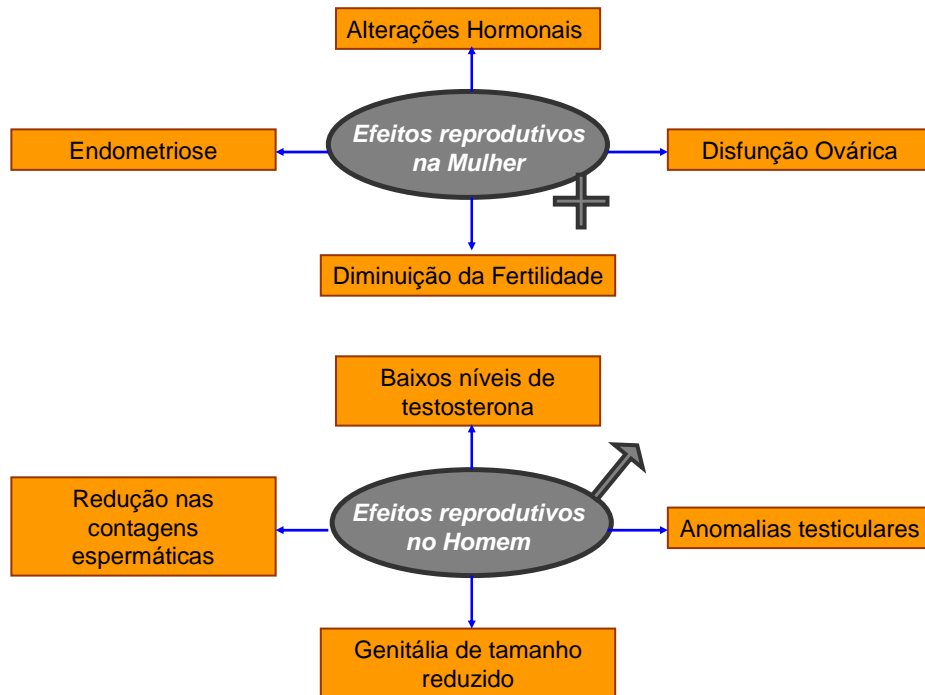 Alterações Hormonais
Efeitos reprodutivos
na Mulher
Endometriose
Disfunção Ovárica
Diminuição da Fertilidade
Baixos níveis de
testosterona
Redução nas
contagens
espermáticas
Efeitos reprodutivos
no Homem
Anomalias testiculares
Genitália de tamanho
reduzido